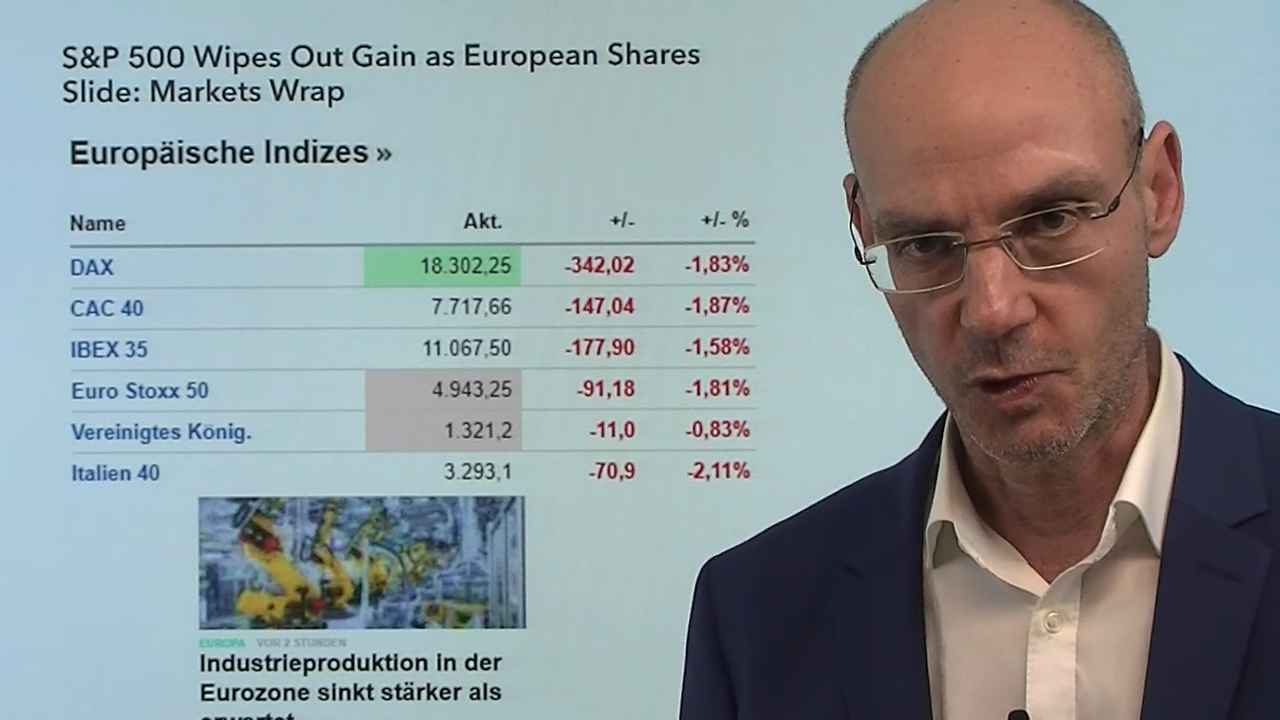 S&P 500 Wipes Out Gain as European Shares
Slide: Markets Wrap
Europäische Indizes »
Name Akt. +/- +/- %
DAX 18.302,25 -342,02 -1,83%
CAC 40 7.717,66 -147,04 -1,87%
IBEX 35 11.067,50 -177,90 -1,58%
Euro Stoxx 50 4.943,25 -91,18 -1,81%
Vereinigtes König. 1.321,2 -11,0 -0,83%
Italien 40 3.293,1 -70,9 -2,11%
EUROPA VOR 2 STUNDEN
Industrieproduktion in der
Eurozone sinkt stärker als
erwartet